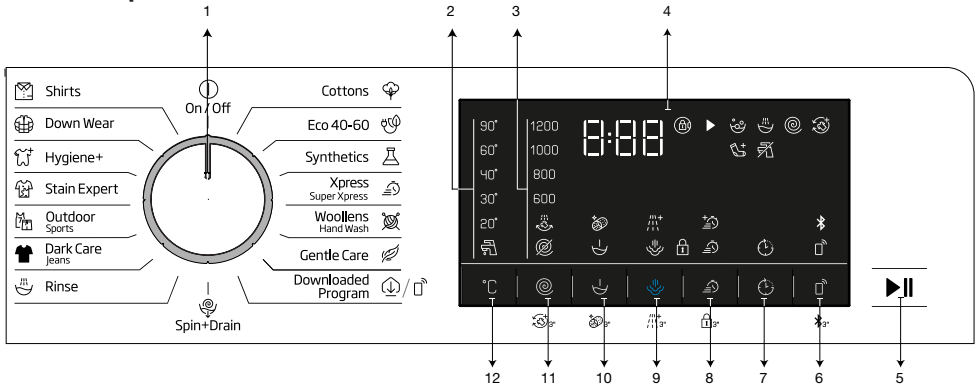 1
2
3
4
On / Off
Shirts
Down Wear
Hygiene+
Stain Expert
Outdoor
Sports
Dark Care
Jeans
Rinse
Spin+Drain
Cottons
Eco 40-60
Synthetics
Xpress
Super Xpress
Woollens
Hand Wash
Gentle Care
Downloaded
Program
90°
60°
40°
30°
20°
1200
1000
800
600
8:88
°C
3"
3"
3"
3"
3"
12
11
10
9
8
7
6
5